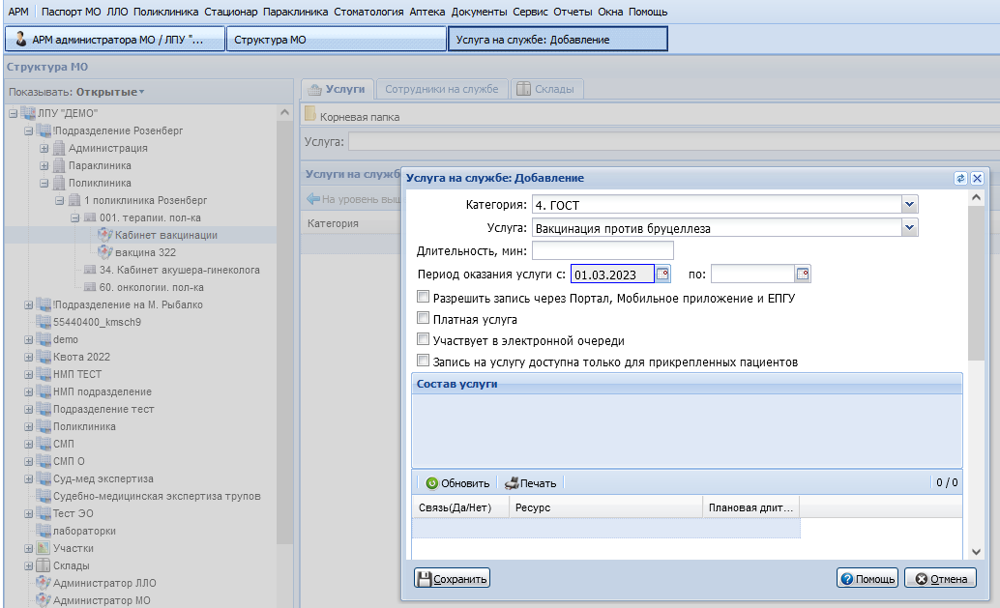 АРМ Паспорт МО ЛЛО Поликлиника Стационар Параклиника Стоматология Аптека Документы Сервис Отчеты Окна Помощь
АРМ администратора МО / ЛПУ "... Структура МО Услуга на службе: Добавление
Структура МО
Показывать: Открытые
ЛПУ "ДЕМО"
!Подразделение Розенберг
Администрация
Параклиника
Поликлиника
1 поликлиника Розенберг
001. терапии. пол-ка
Кабинет вакцинации
вакцина 322
34. Кабинет акушера-гинеколога
60. онкологии. пол-ка
!Подразделение на М. Рыбалко
55440400_kmsch9
demo
Квота 2022
НМП ТЕСТ
НМП подразделение
Подразделение тест
Поликлиника
СМП
СМП О
Суд-мед экспертиза
Судебно-медицинская экспертиза трупов
Тест ЭО
лабораторки
Участки
Склады
Администратор ЛЛО
Администратор МО
Услуги Сотрудники на службе Склады
Корневая папка
Услуга:
Услуги на служб
На уровень выш
Категория
Услуга на службе: Добавление
Категория: 4. ГОСТ
Услуга: Вакцинация против бруцеллеза
Длительность, мин:
Период оказания услуги с: 01.03.2023 по:
Разрешить запись через Портал, Мобильное приложение и ЕПГУ
Платная услуга
Участвует в электронной очереди
Запись на услугу доступна только для прикрепленных пациентов
Состав услуги
Обновить Печать 0 / 0
Связь(Да/Нет) Ресурс Плановая длит...
Сохранить Помощь Отмена